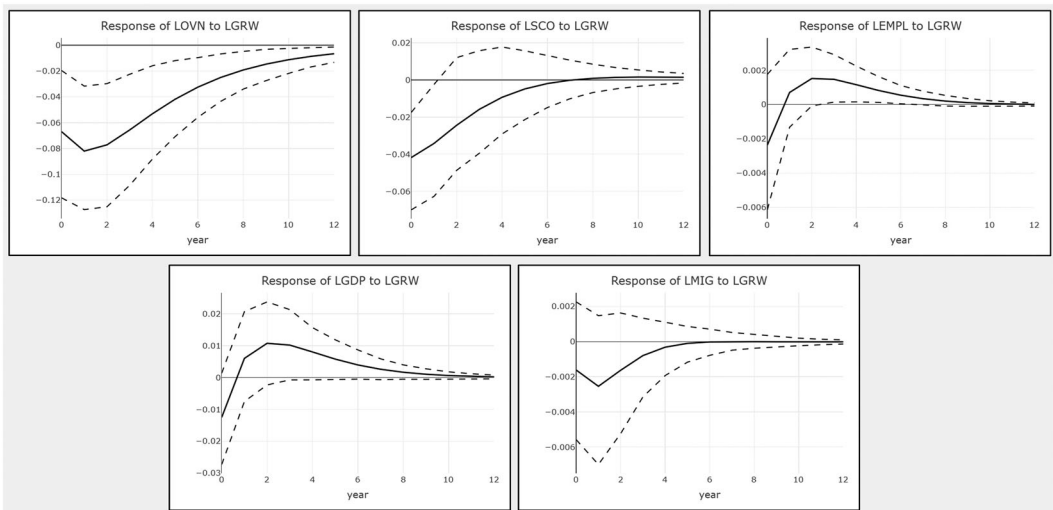 Response of LOVN to LGRW
0
−0.02
−0.04
−0.06
−0.08
−0.1
−0.12
0 2 4 6 8 10 12
year
Response of LSCO to LGRW
0.02
0
−0.02
−0.04
−0.06
0 2 4 6 8 10 12
year
Response of LEMPL to LGRW
0.002
0
−0.002
−0.004
−0.006
0 2 4 6 8 10 12
year
Response of LGDP to LGRW
0.02
0.01
0
−0.01
−0.02
−0.03
0 2 4 6 8 10 12
year
Response of LMIG to LGRW
0.002
0
−0.002
−0.004
−0.006
0 2 4 6 8 10 12
year